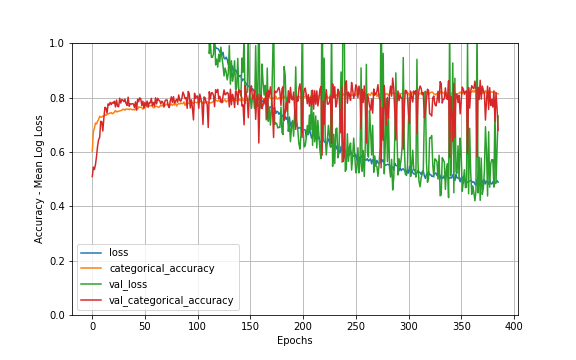 1.0
0.8
0.6
0.4
0.2
0.0
Accuracy - Mean Log Loss
loss
categorical_accuracy
val_loss
val_categorical_accuracy
0 50 100 150 200 250 300 350 400
Epochs